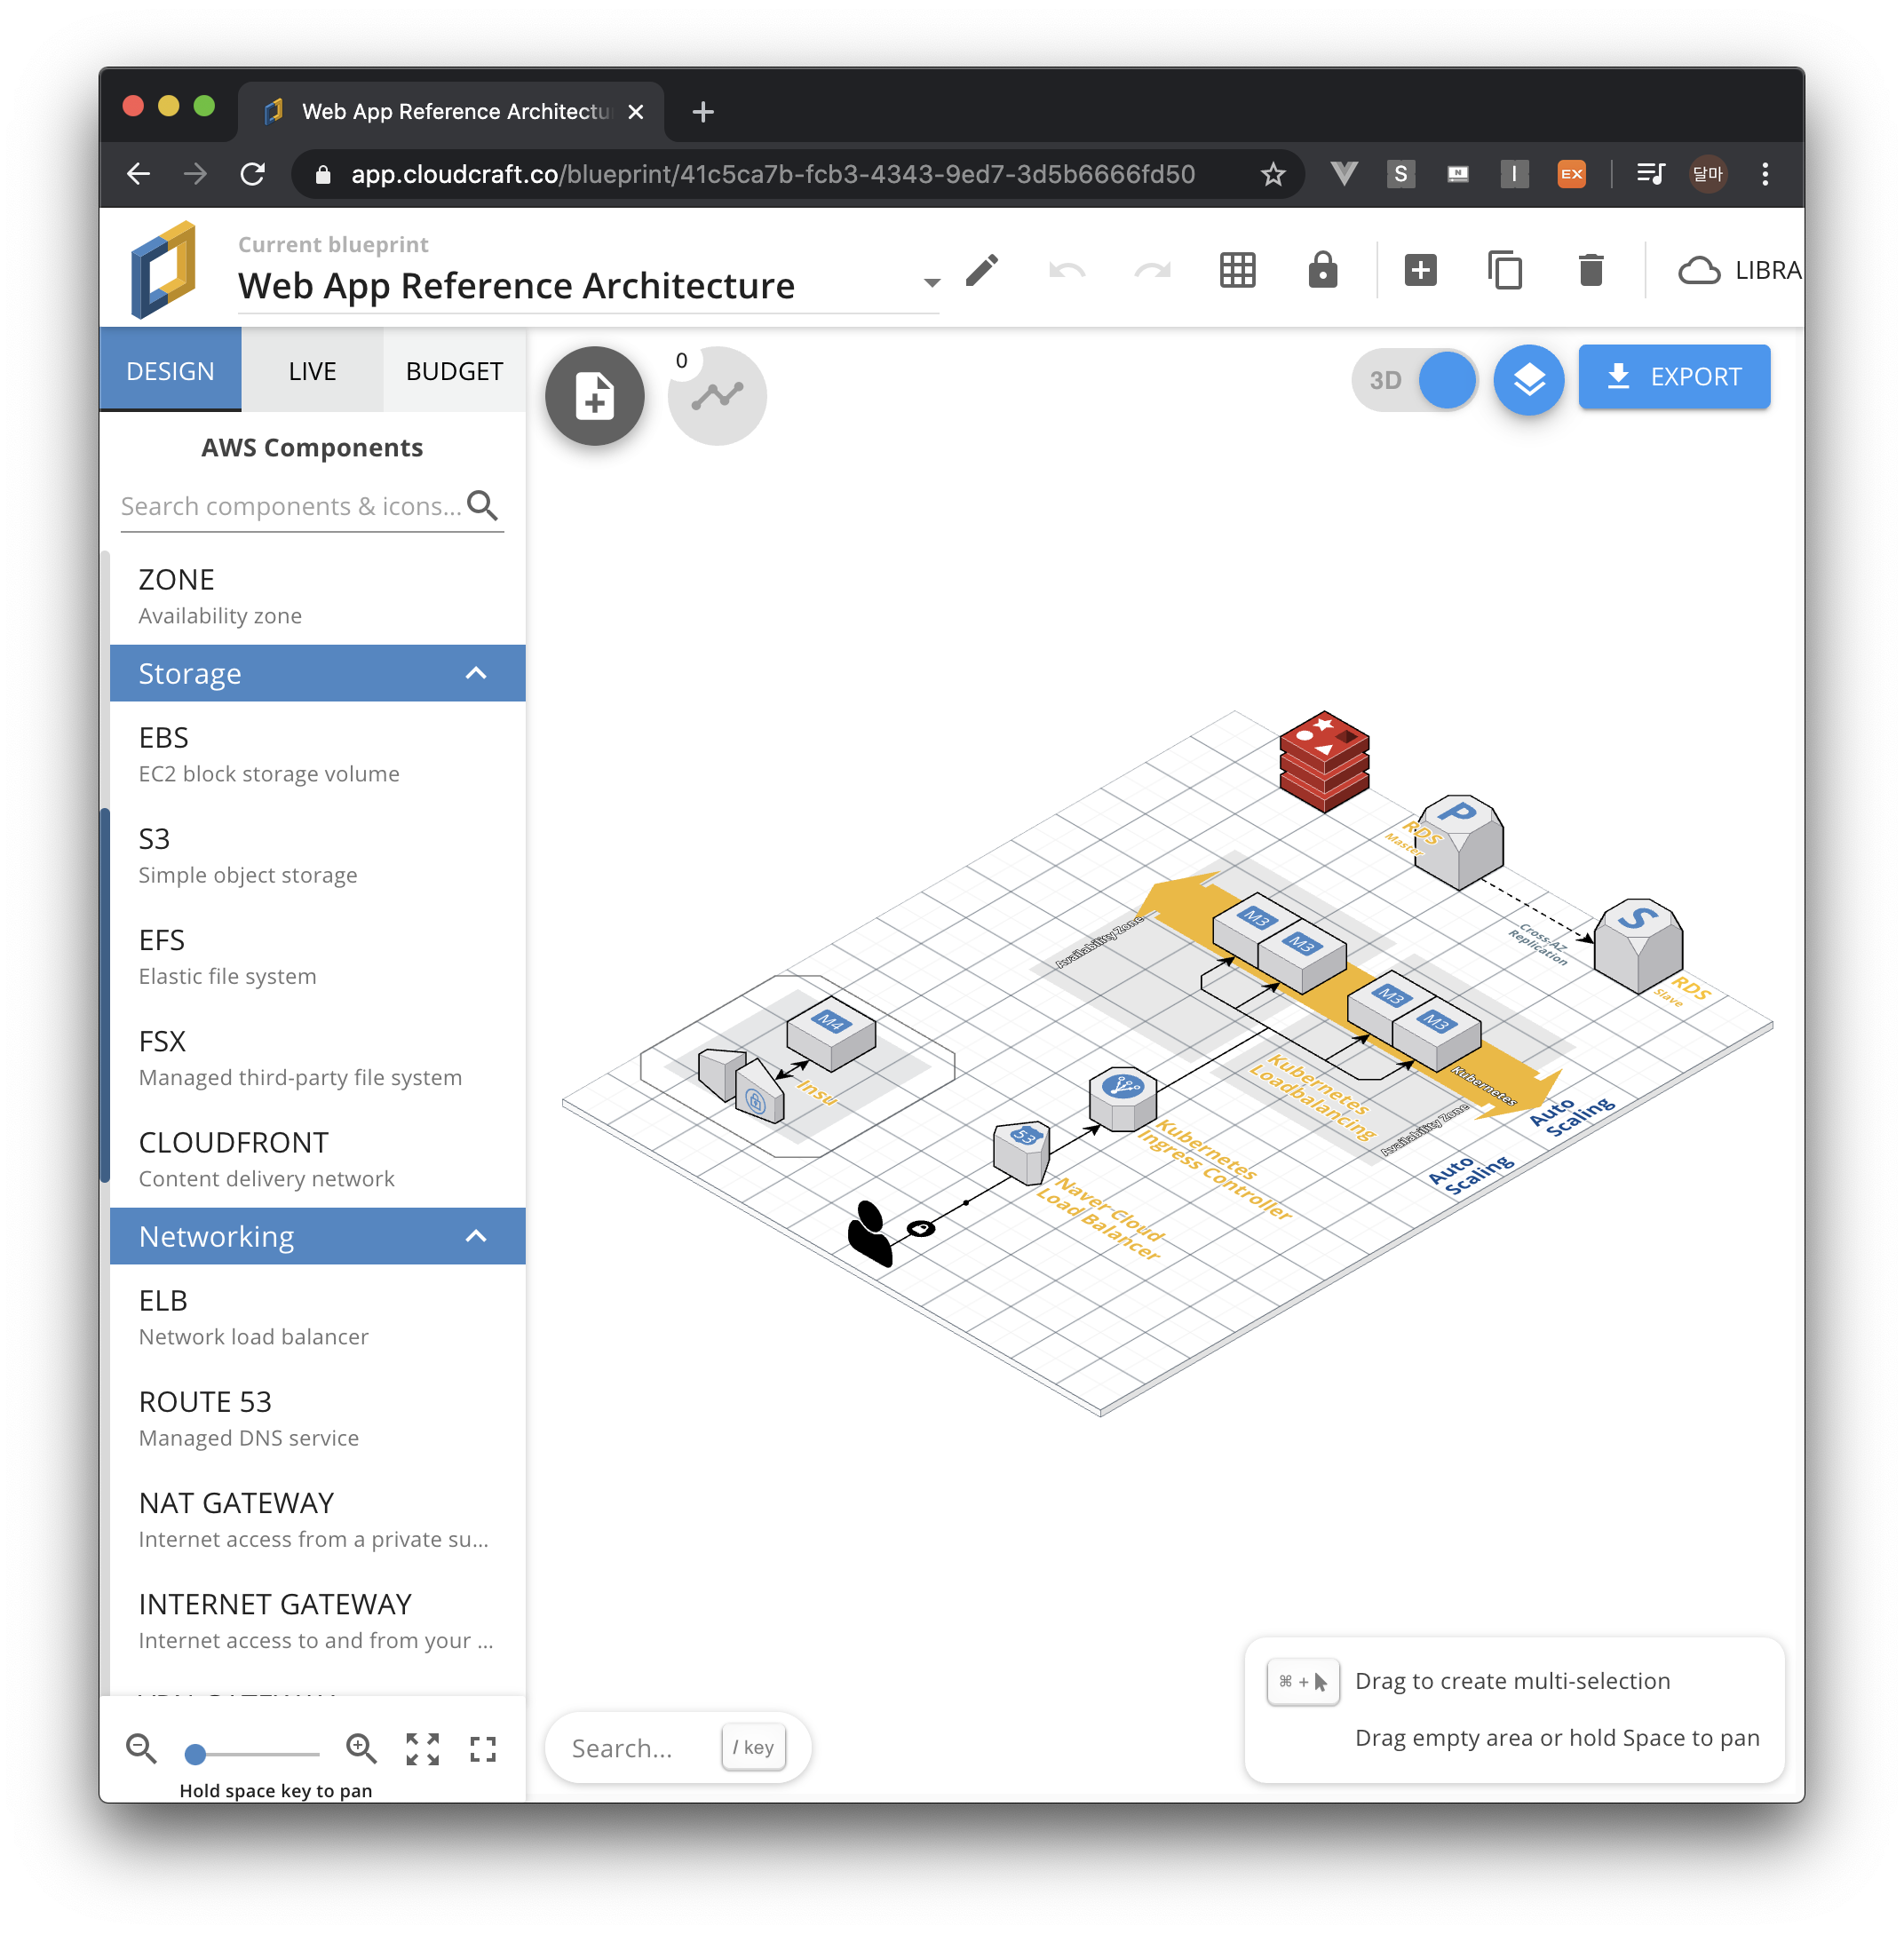 Web App Reference Architectu
app.cloudcraft.co/blueprint/41c5ca7b-fcb3-4343-9ed7-3d5b6666fd50
S
N
I
EX
달마
Current blueprint
Web App Reference Architecture
LIBRA
DESIGN
LIVE
BUDGET
0
3D
EXPORT
AWS Components
Search components & icons...
ZONE
Availability zone
Storage
EBS
EC2 block storage volume
S3
Simple object storage
EFS
Elastic file system
FSX
Managed third-party file system
CLOUDFRONT
Content delivery network
Networking
ELB
Network load balancer
ROUTE 53
Managed DNS service
NAT GATEWAY
Internet access from a private su...
INTERNET GATEWAY
Internet access to and from your ...
Hold space key to pan
P
RDS
Master
S
Cross-AZ
Replication
RDS
Slave
M3
M3
Availability Zone
M3
M3
Kubernetes
Auto
Scaling
Kubernetes
Loadbalancing
Availability Zone
Auto
Scaling
M4
Insu
Kubernetes
Ingress Controller
53
Naver Cloud
Load Balancer
Search...
/ key
⌘ +
Drag to create multi-selection
Drag empty area or hold Space to pan